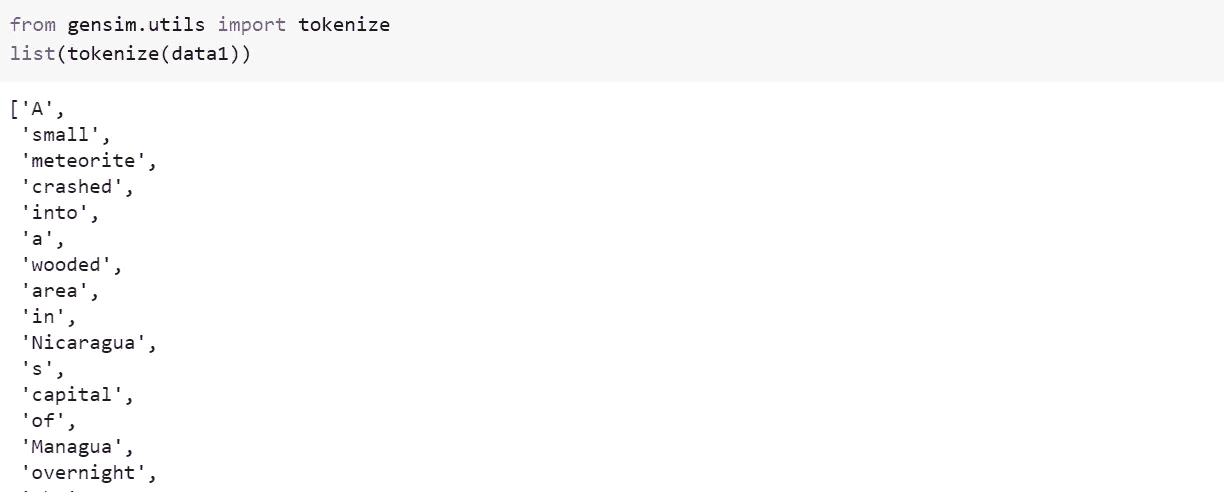 from gensim.utils import tokenize
list(tokenize(data1))
['A',
'small',
'meteorite',
'crashed',
'into',
'a',
'wooded',
'area',
'in',
'Nicaragua',
's',
'capital',
'of',
'Managua',
'overnight',